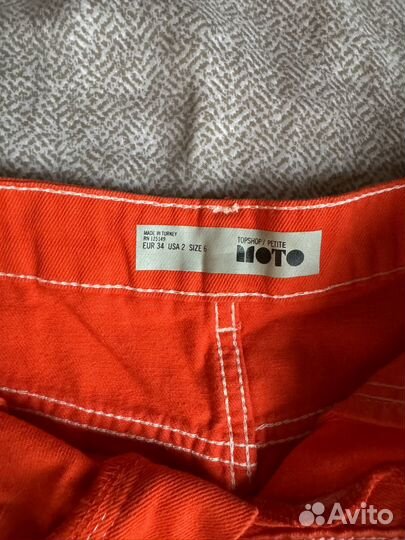 MADE IN TURKEY
RN 125149
EUR 34 USA 2 SIZE 6
TOPSHOP / PETITE
MOTO
Avito